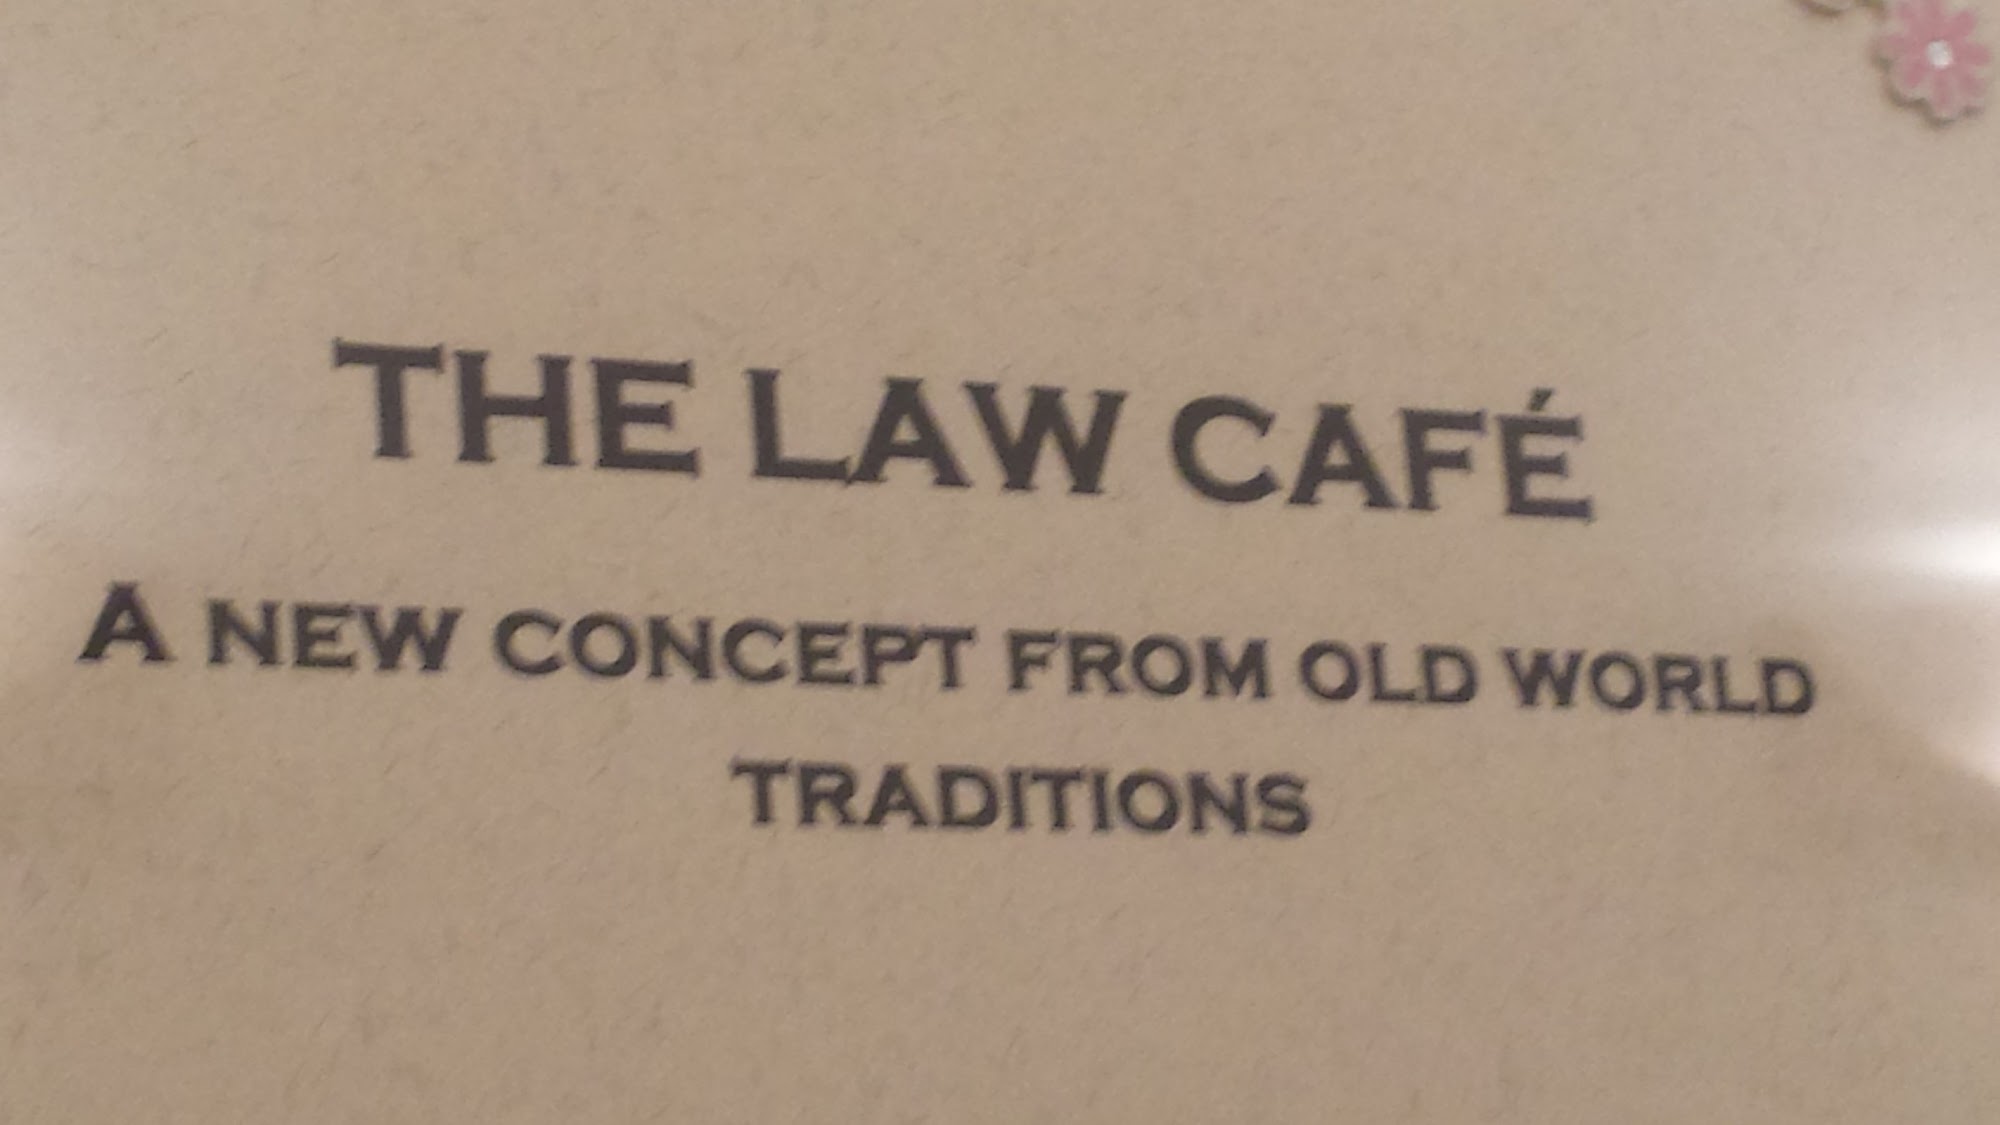 THE LAW CAFÉ
A NEW CONCEPT FROM OLD WORLD
TRADITIONS